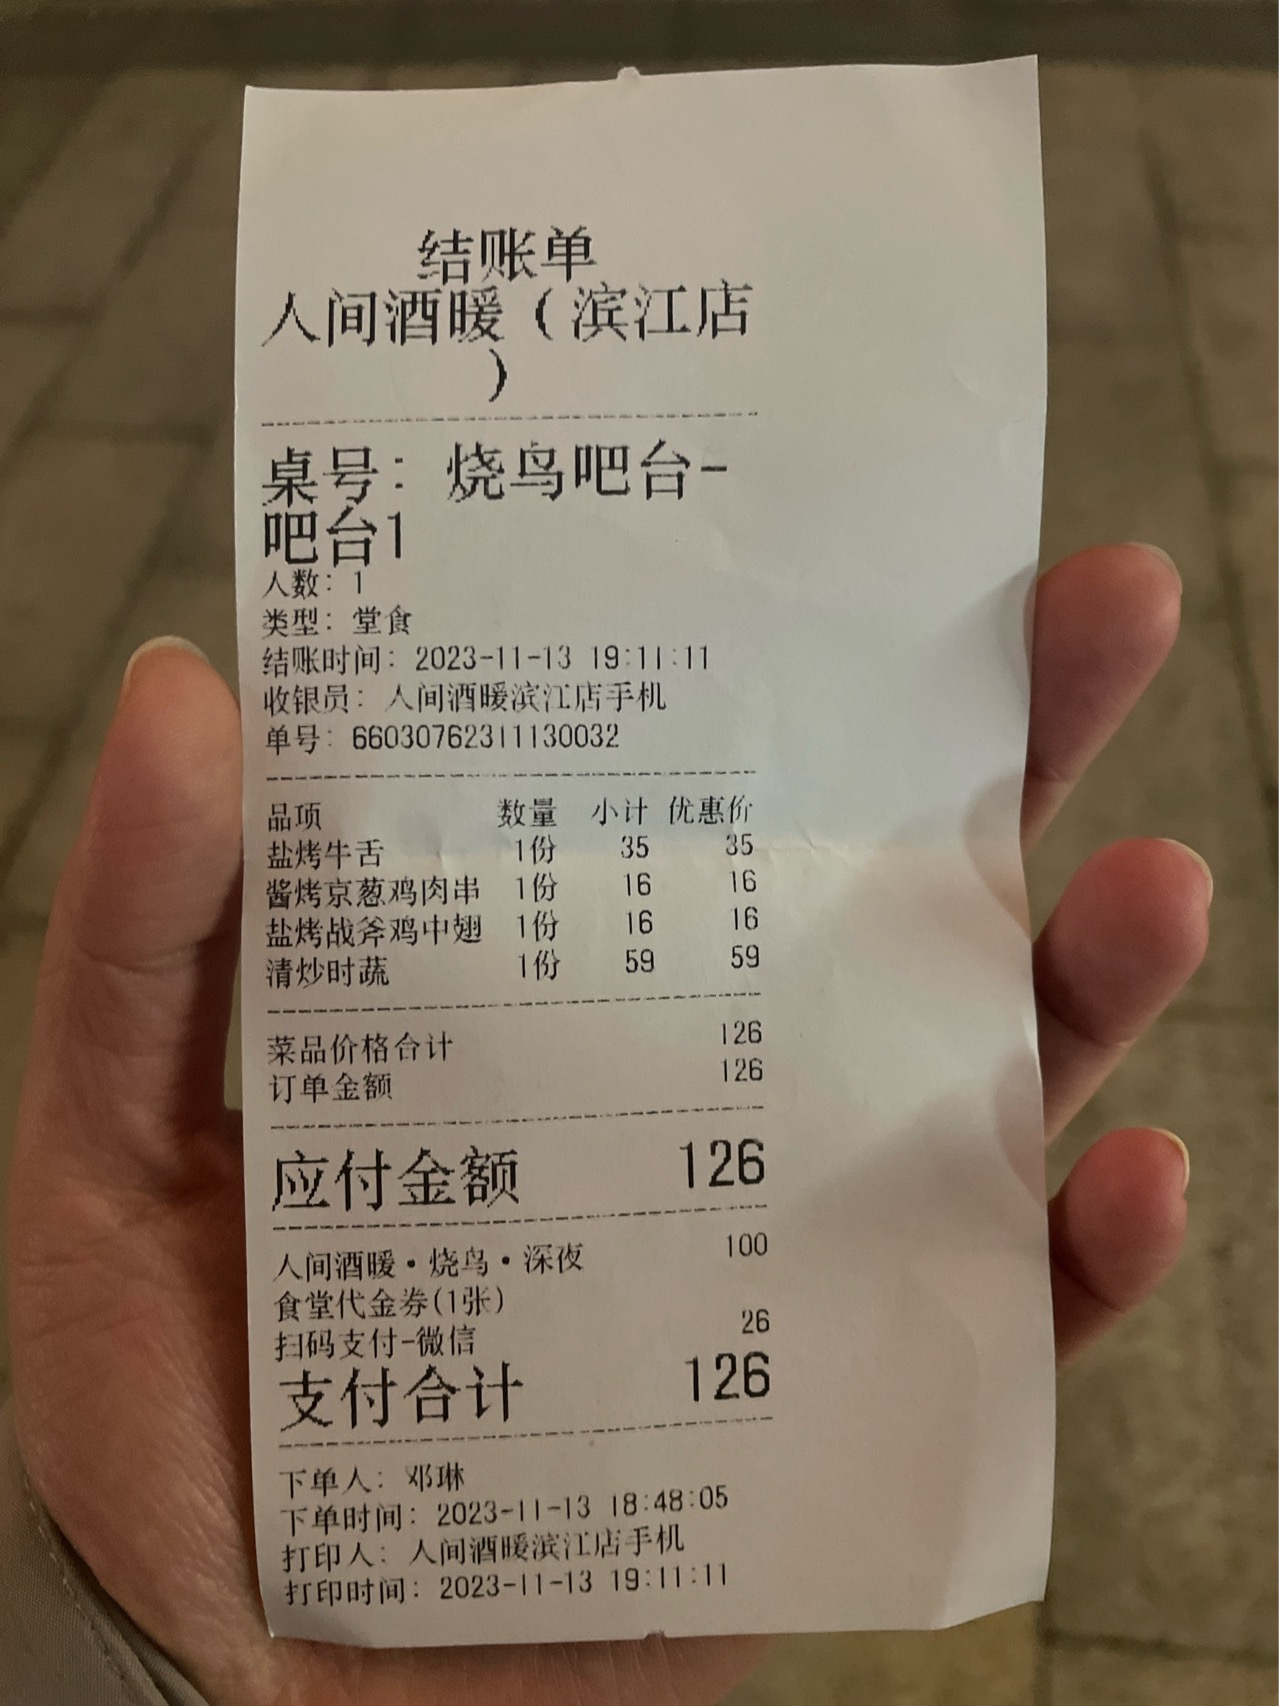 结账单
人间酒暖（滨江店
）
桌号：烧鸟吧台-
吧台1
人数：1
类型：堂食
结账时间：2023-11-13 19:11:11
收银员：人间酒暖滨江店手机
单号：66030762311130032
品项 数量 小计 优惠价
盐烤牛舌 1份 35 35
酱烤京葱鸡肉串 1份 16 16
盐烤战斧鸡中翅 1份 16 16
清炒时蔬 1份 59 59
菜品价格合计 126
订单金额 126
应付金额 126
人间酒暖·烧鸟·深夜 100
食堂代金券(1张)
扫码支付-微信 26
支付合计 126
下单人：邓琳
下单时间：2023-11-13 18:48:05
打印人：人间酒暖滨江店手机
打印时间：2023-11-13 19:11:11